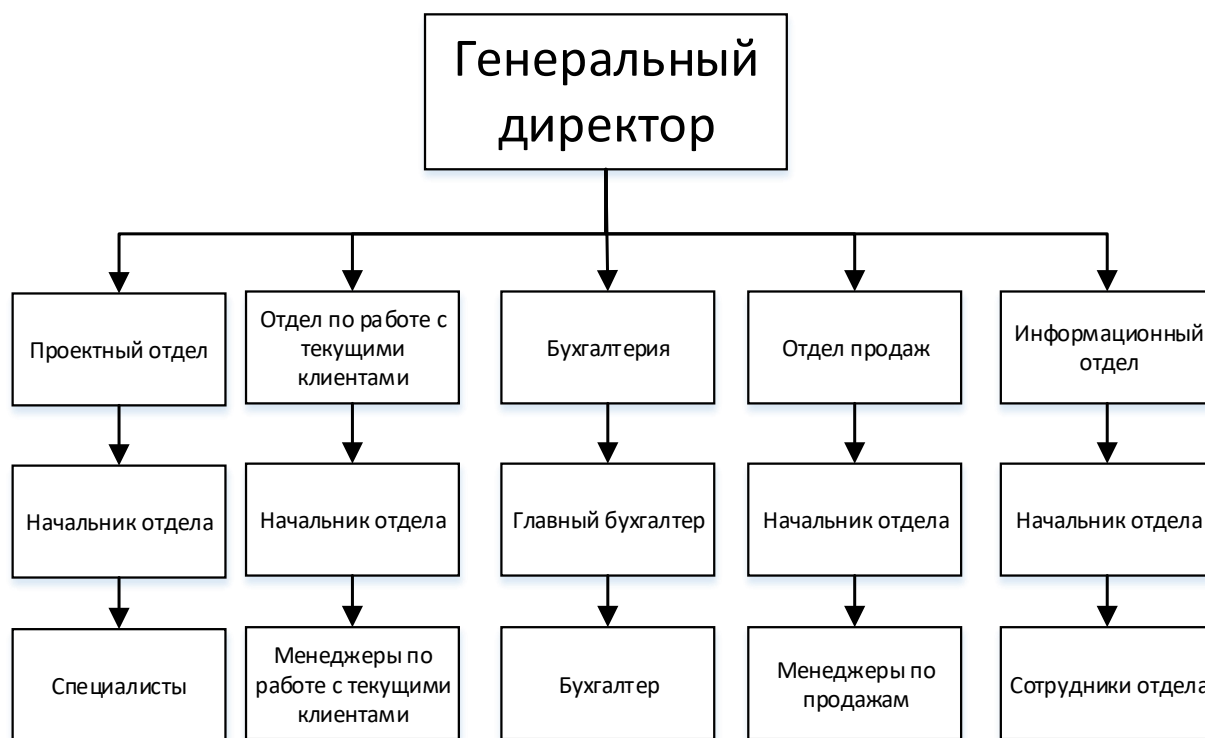 Генеральный
директор
Проектный отдел
Отдел по работе с
текущими
клиентами
Бухгалтерия
Отдел продаж
Информационный
отдел
Начальник отдела
Начальник отдела
Главный бухгалтер
Начальник отдела
Начальник отдела
Специалисты
Менеджеры по
работе с текущими
клиентами
Бухгалтер
Менеджеры по
продажам
Сотрудники отдела